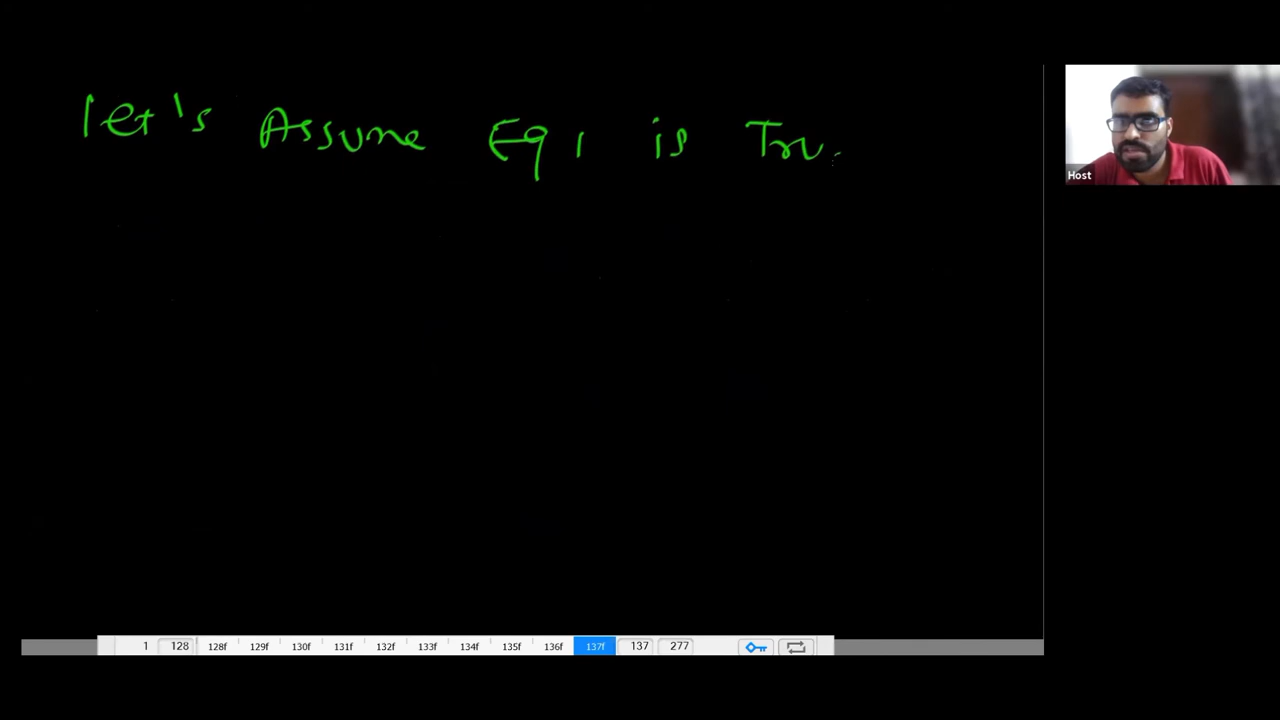 let's Assume Eq 1 is Tru
Host
1 128 128f 129f 130f 131f 132f 133f 134f 135f 136f 137f 137 277